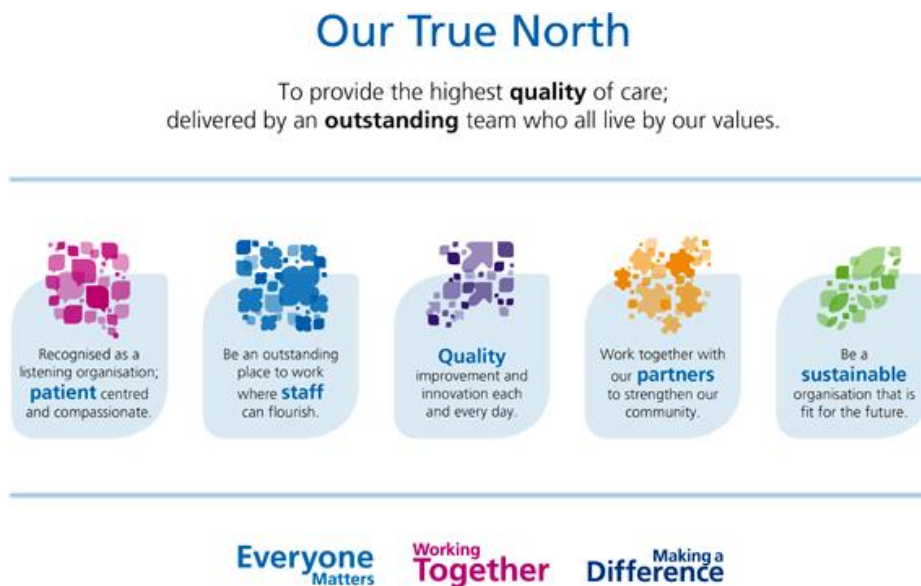 Our True North
To provide the highest quality of care;
delivered by an outstanding team who all live by our values.
Recognised as a
listening organisation;
patient centred
and compassionate.
Be an outstanding
place to work
where staff
can flourish.
Quality
improvement and
innovation each
and every day.
Work together with
our partners
to strengthen our
community.
Be a
sustainable
organisation that is
fit for the future.
Everyone
Matters
Working
Together
Making a
Difference